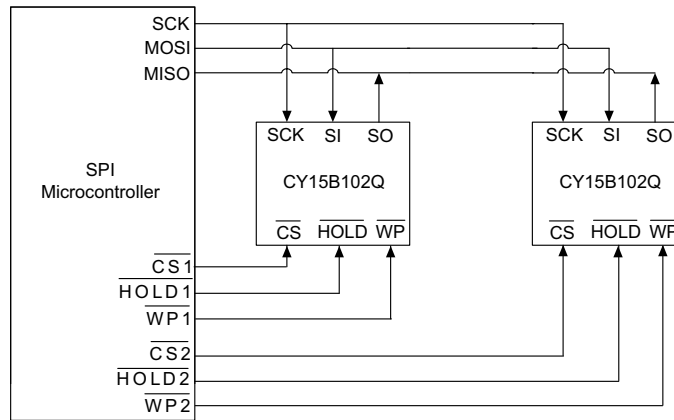 SCK
MOSI
MISO
SPI
Microcontroller
CS1
HOLD1
WP1
CS2
HOLD2
WP2
SCK SI SO
CY15B102Q
CS HOLD WP
SCK SI SO
CY15B102Q
CS HOLD WP